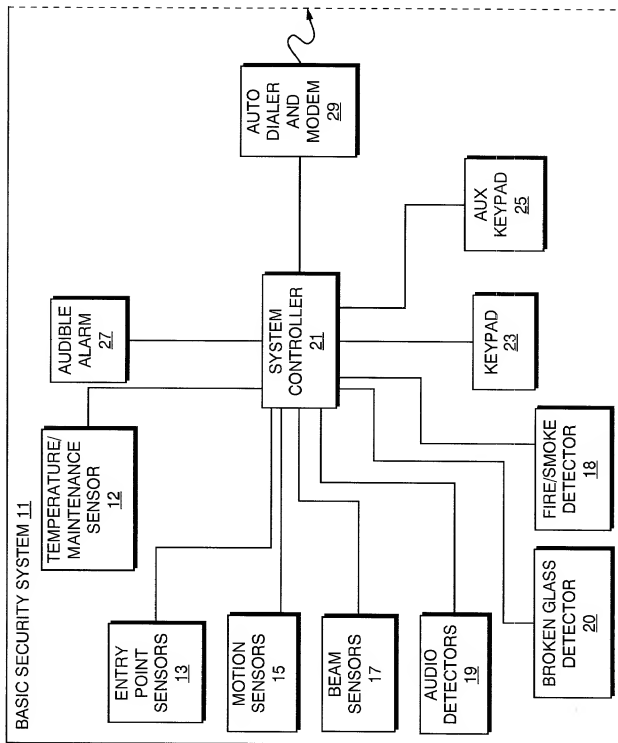 BASIC SECURITY SYSTEM 11
TEMPERATURE/
MAINTENANCE
SENSOR
12
AUDIBLE
ALARM
27
ENTRY
POINT
SENSORS
13
MOTION
SENSORS
15
BEAM
SENSORS
17
AUDIO
DETECTORS
19
BROKEN GLASS
DETECTOR
20
FIRE/SMOKE
DETECTOR
18
SYSTEM
CONTROLLER
21
KEYPAD
23
AUX
KEYPAD
25
AUTO
DIALER
AND
MODEM
29